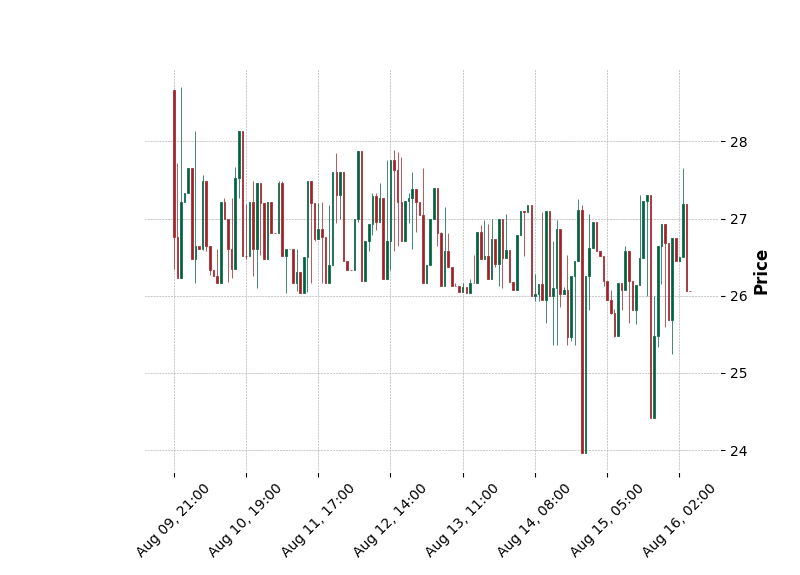 28
27
26
25
24
Price
Aug 09, 21:00
Aug 10, 19:00
Aug 11, 17:00
Aug 12, 14:00
Aug 13, 11:00
Aug 14, 08:00
Aug 15, 05:00
Aug 16, 02:00